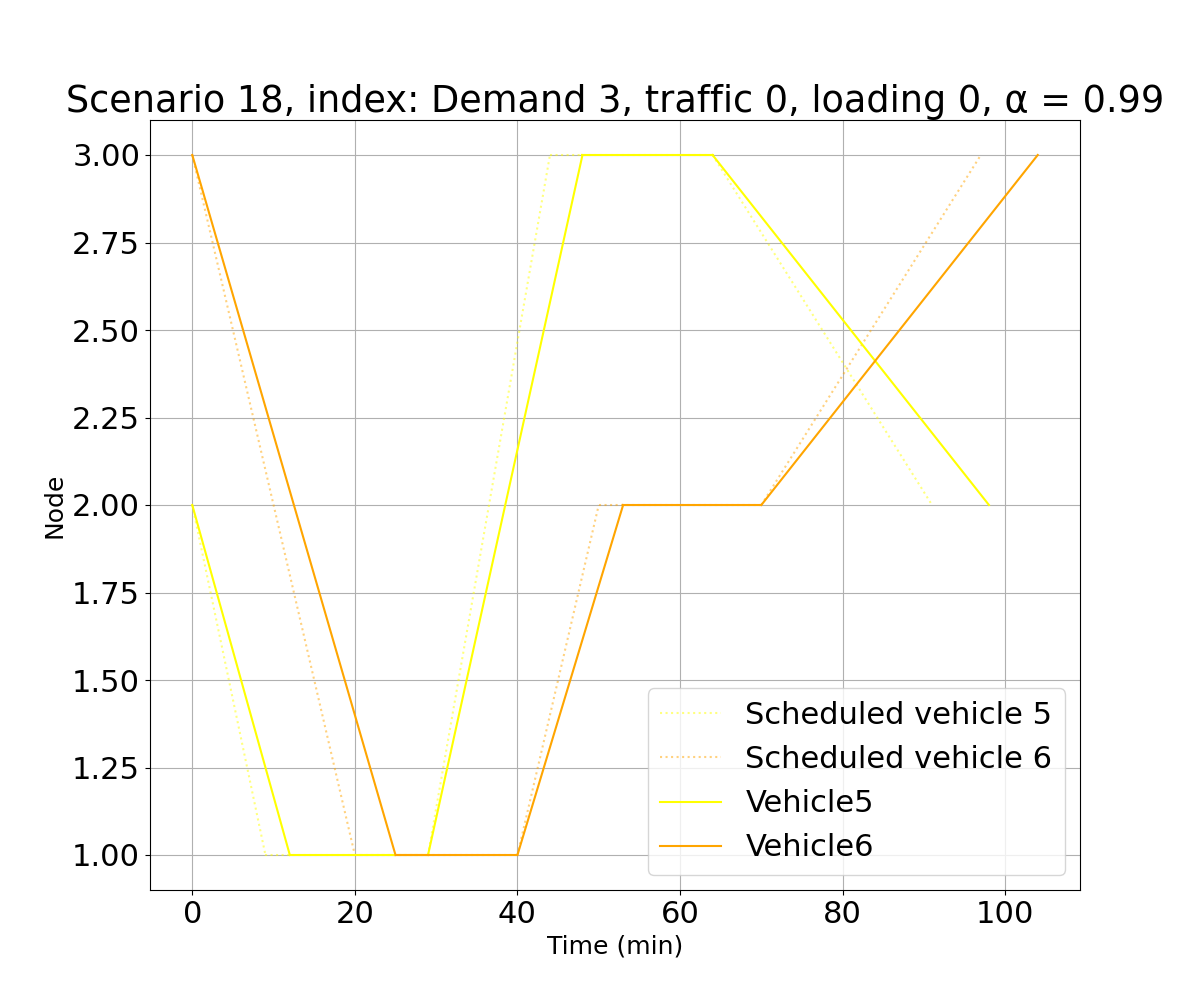 Scenario 18, index: Demand 3, traffic 0, loading 0, α = 0.99
3.00
2.75
2.50
2.25
2.00
1.75
1.50
1.25
1.00
Node
Scheduled vehicle 5
Scheduled vehicle 6
Vehicle5
Vehicle6
0 20 40 60 80 100
Time (min)